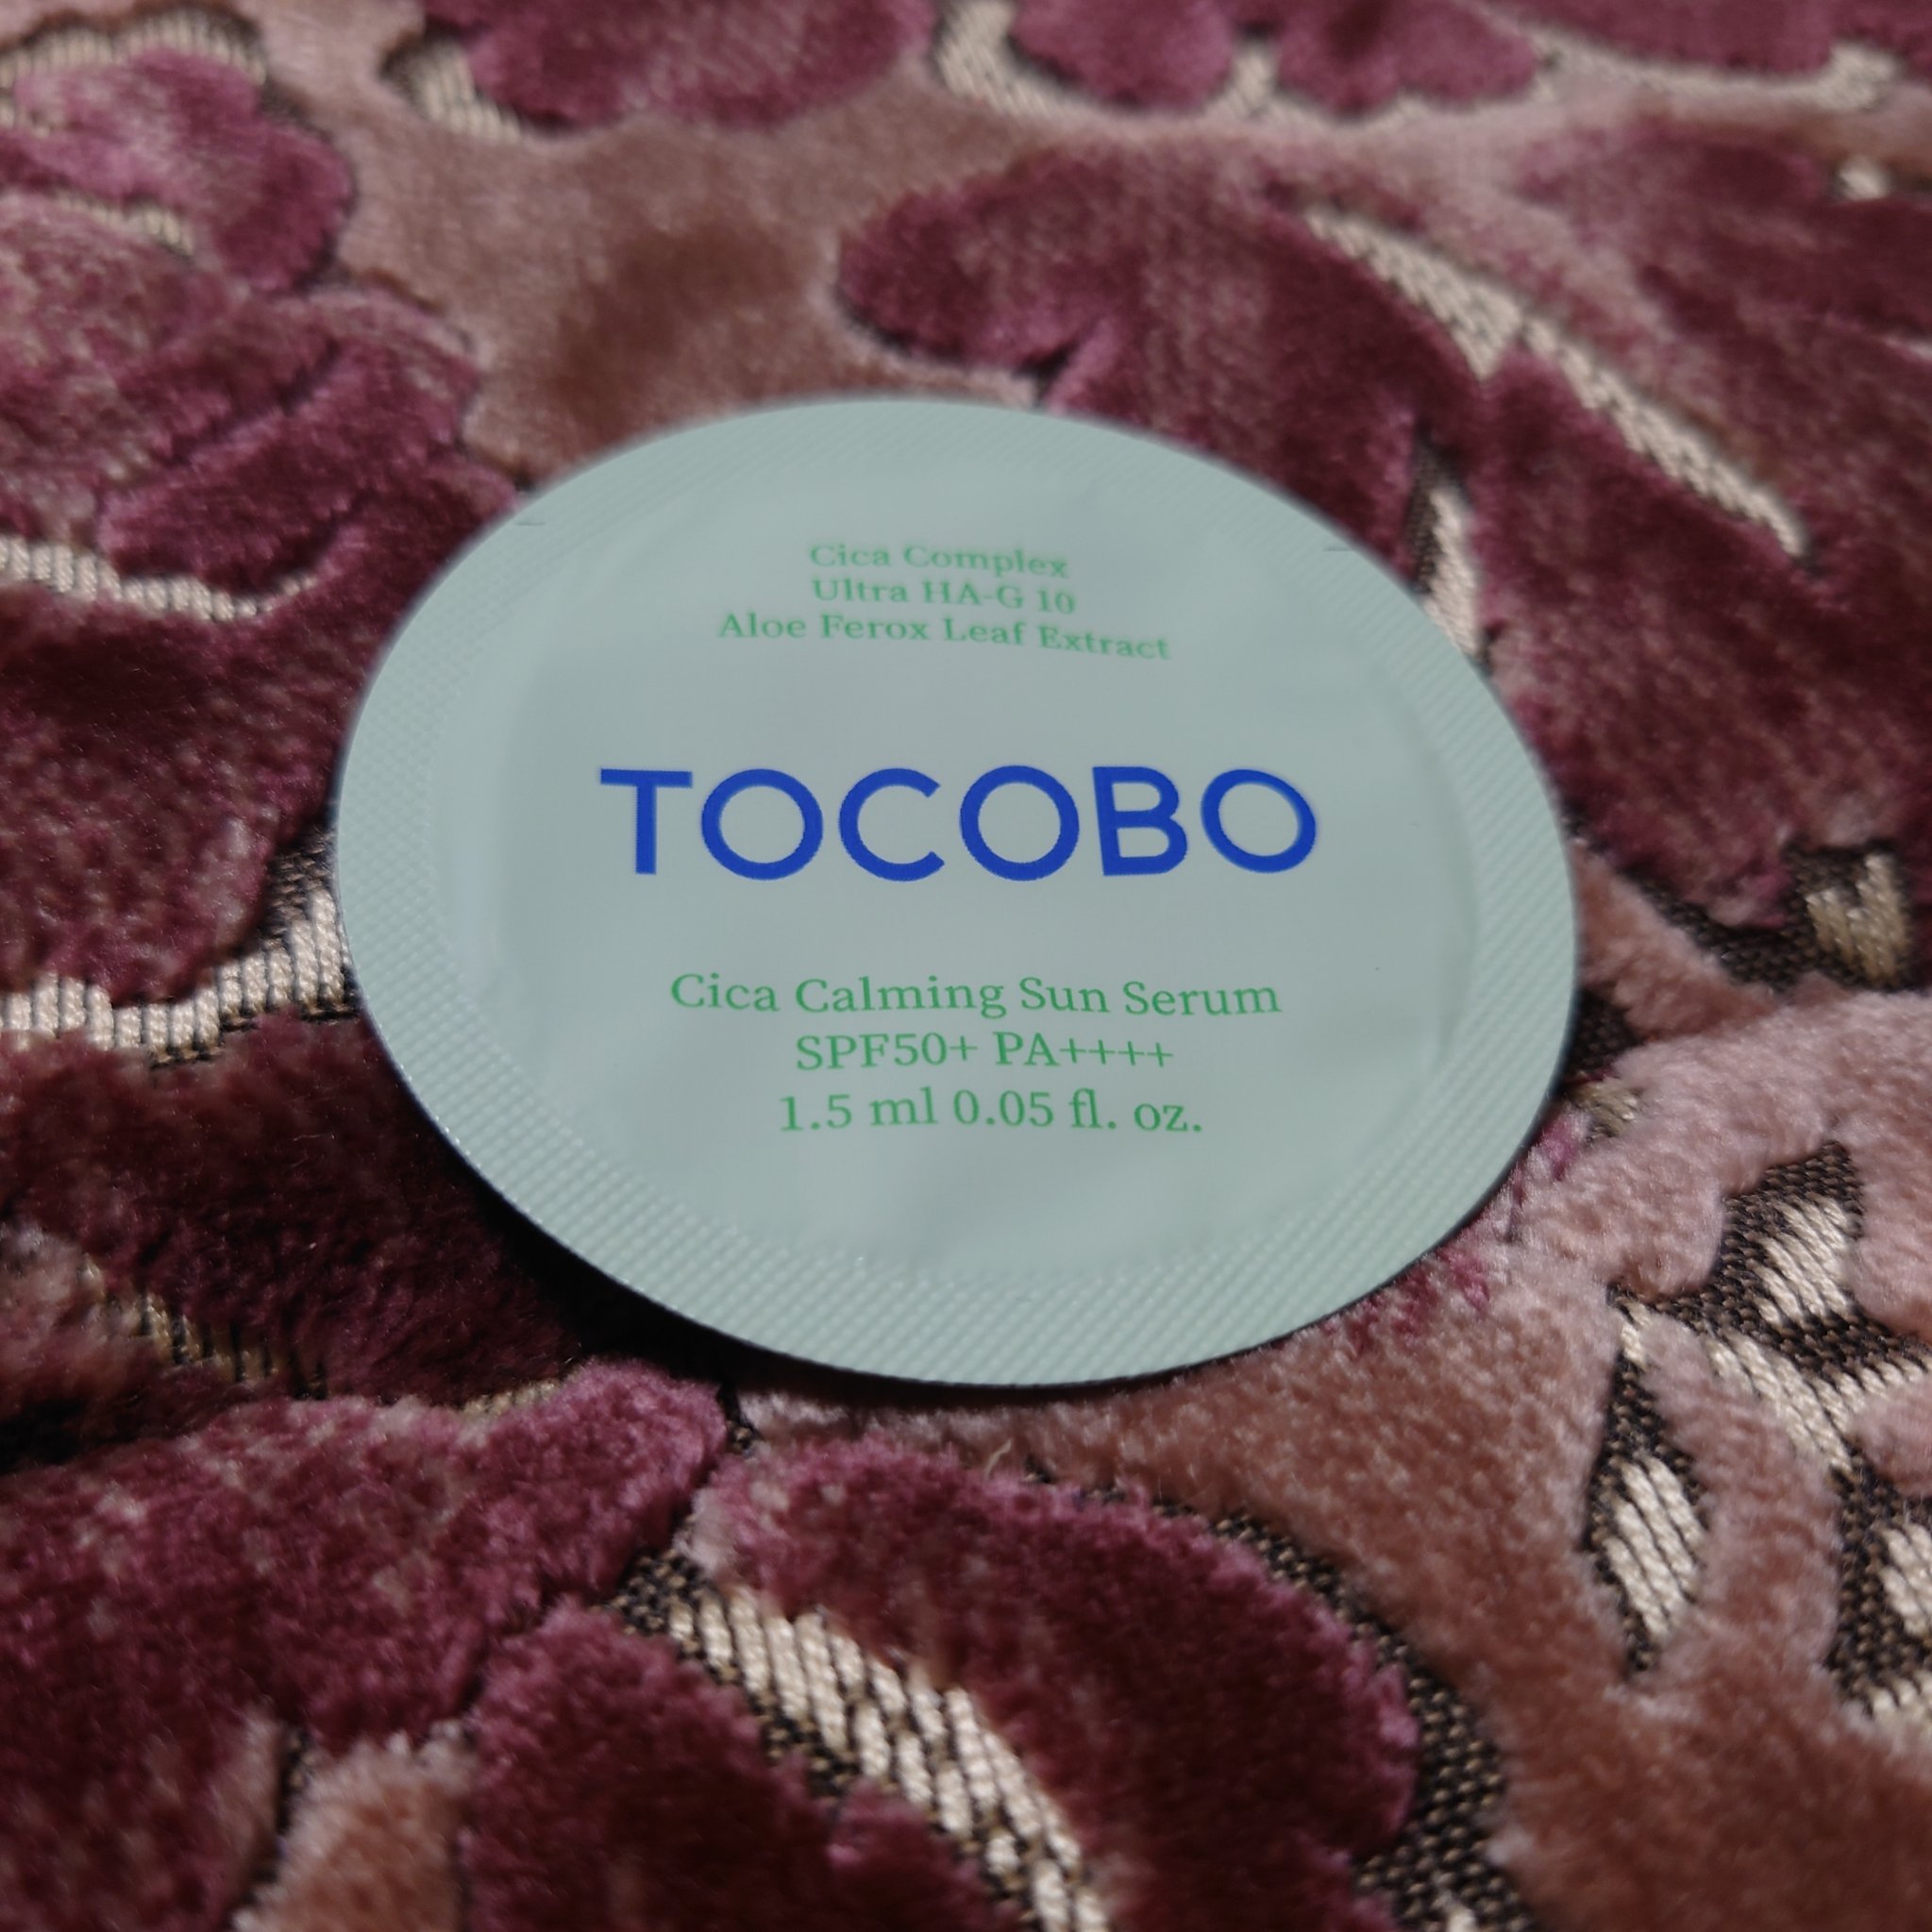 Cica Complex
Ultra HA-G 10
Aloe Ferox Leaf Extract
TOCOBO
Cica Calming Sun Serum
SPF50+ PA++++
1.5 ml 0.05 fl. oz.